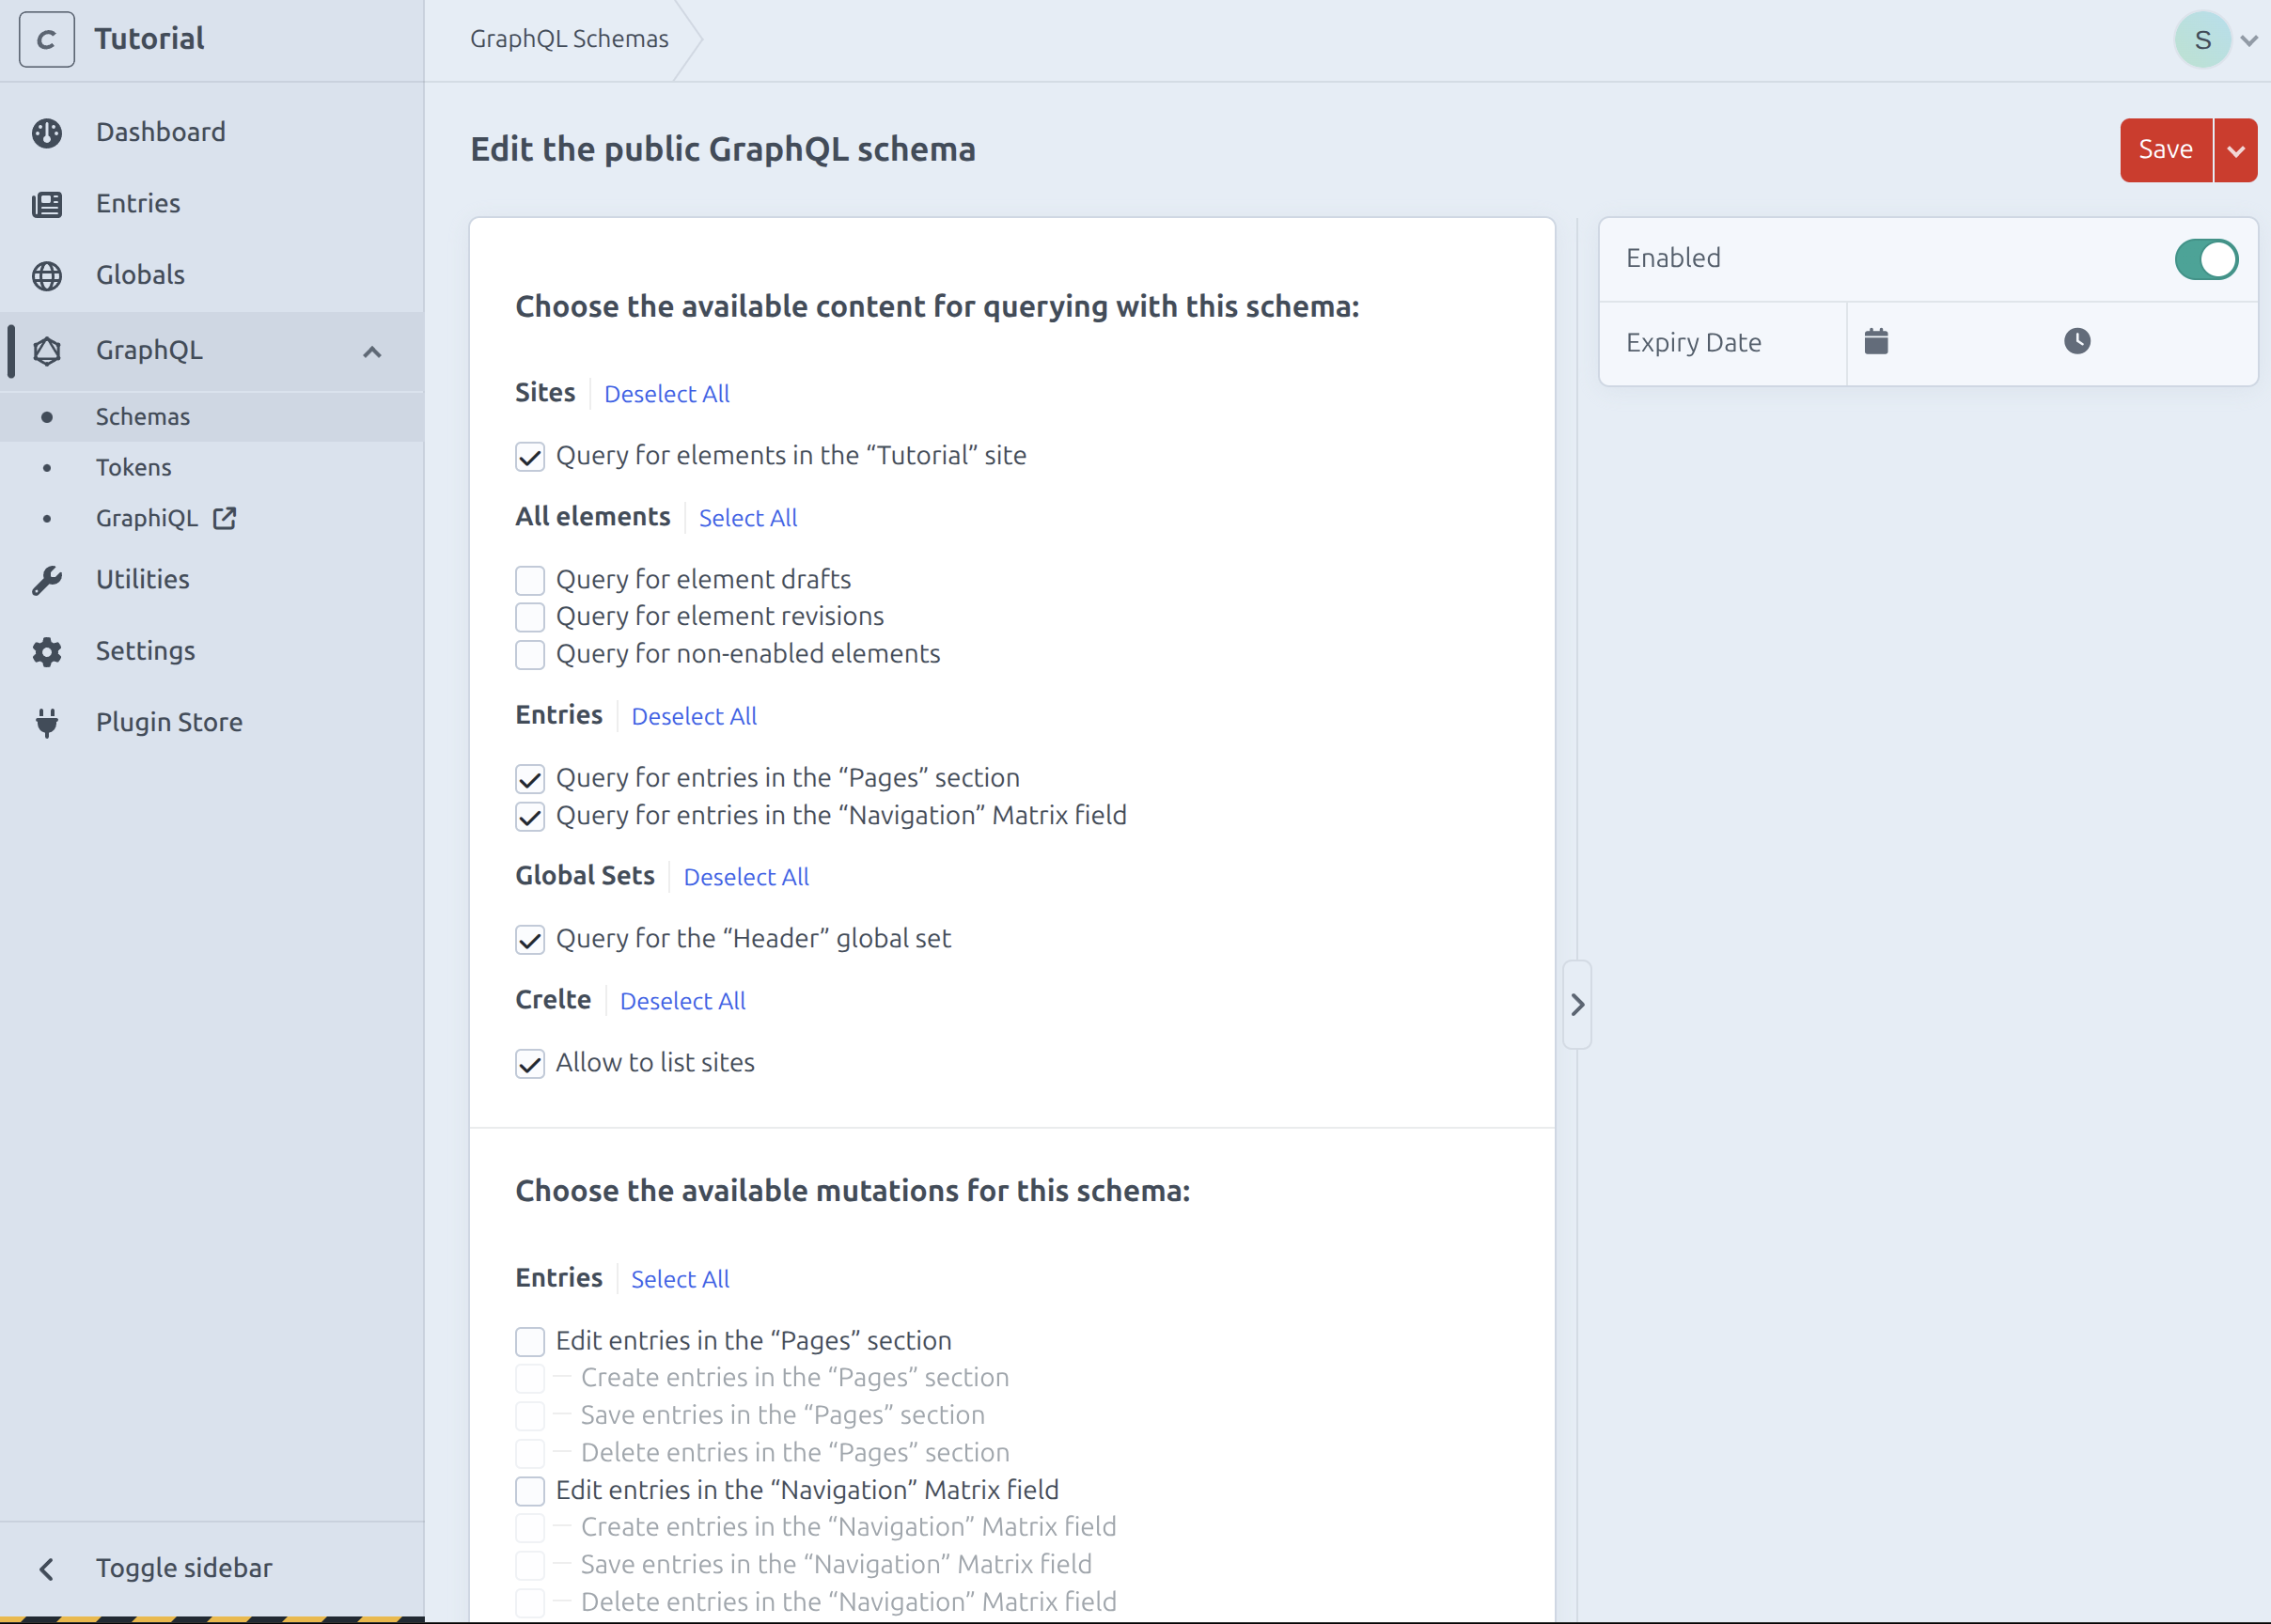 C Tutorial
GraphQL Schemas
S
Dashboard
Entries
Globals
GraphQL
Schemas
Tokens
GraphiQL
Utilities
Settings
Plugin Store
Toggle sidebar
Edit the public GraphQL schema
Save
Choose the available content for querying with this schema:
Sites Deselect All
Query for elements in the “Tutorial” site
All elements Select All
Query for element drafts
Query for element revisions
Query for non-enabled elements
Entries Deselect All
Query for entries in the “Pages” section
Query for entries in the “Navigation” Matrix field
Global Sets Deselect All
Query for the “Header” global set
Crelte Deselect All
Allow to list sites
Choose the available mutations for this schema:
Entries Select All
Edit entries in the “Pages” section
Create entries in the “Pages” section
Save entries in the “Pages” section
Delete entries in the “Pages” section
Edit entries in the “Navigation” Matrix field
Create entries in the “Navigation” Matrix field
Save entries in the “Navigation” Matrix field
Delete entries in the “Navigation” Matrix field
Enabled
Expiry Date